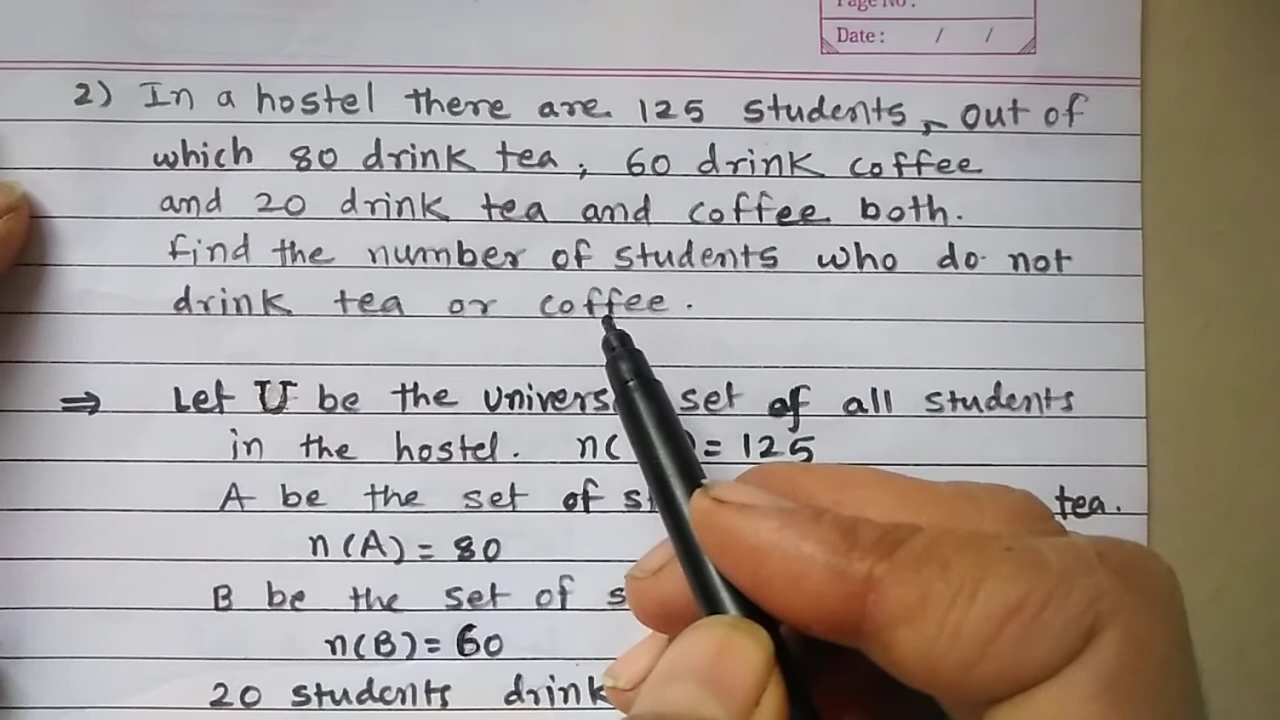 Page No:
Date: / /
2) In a hostel there are 125 students, out of
which 80 drink tea, 60 drink coffee
and 20 drink tea and coffee both.
find the number of students who do not
drink tea or coffee.
⇒ Let U be the set of all students
in the hostel. n( ) = 125
A be the set of tea.
n(A) = 80
B be the set of
n(B) = 60
20 students drink